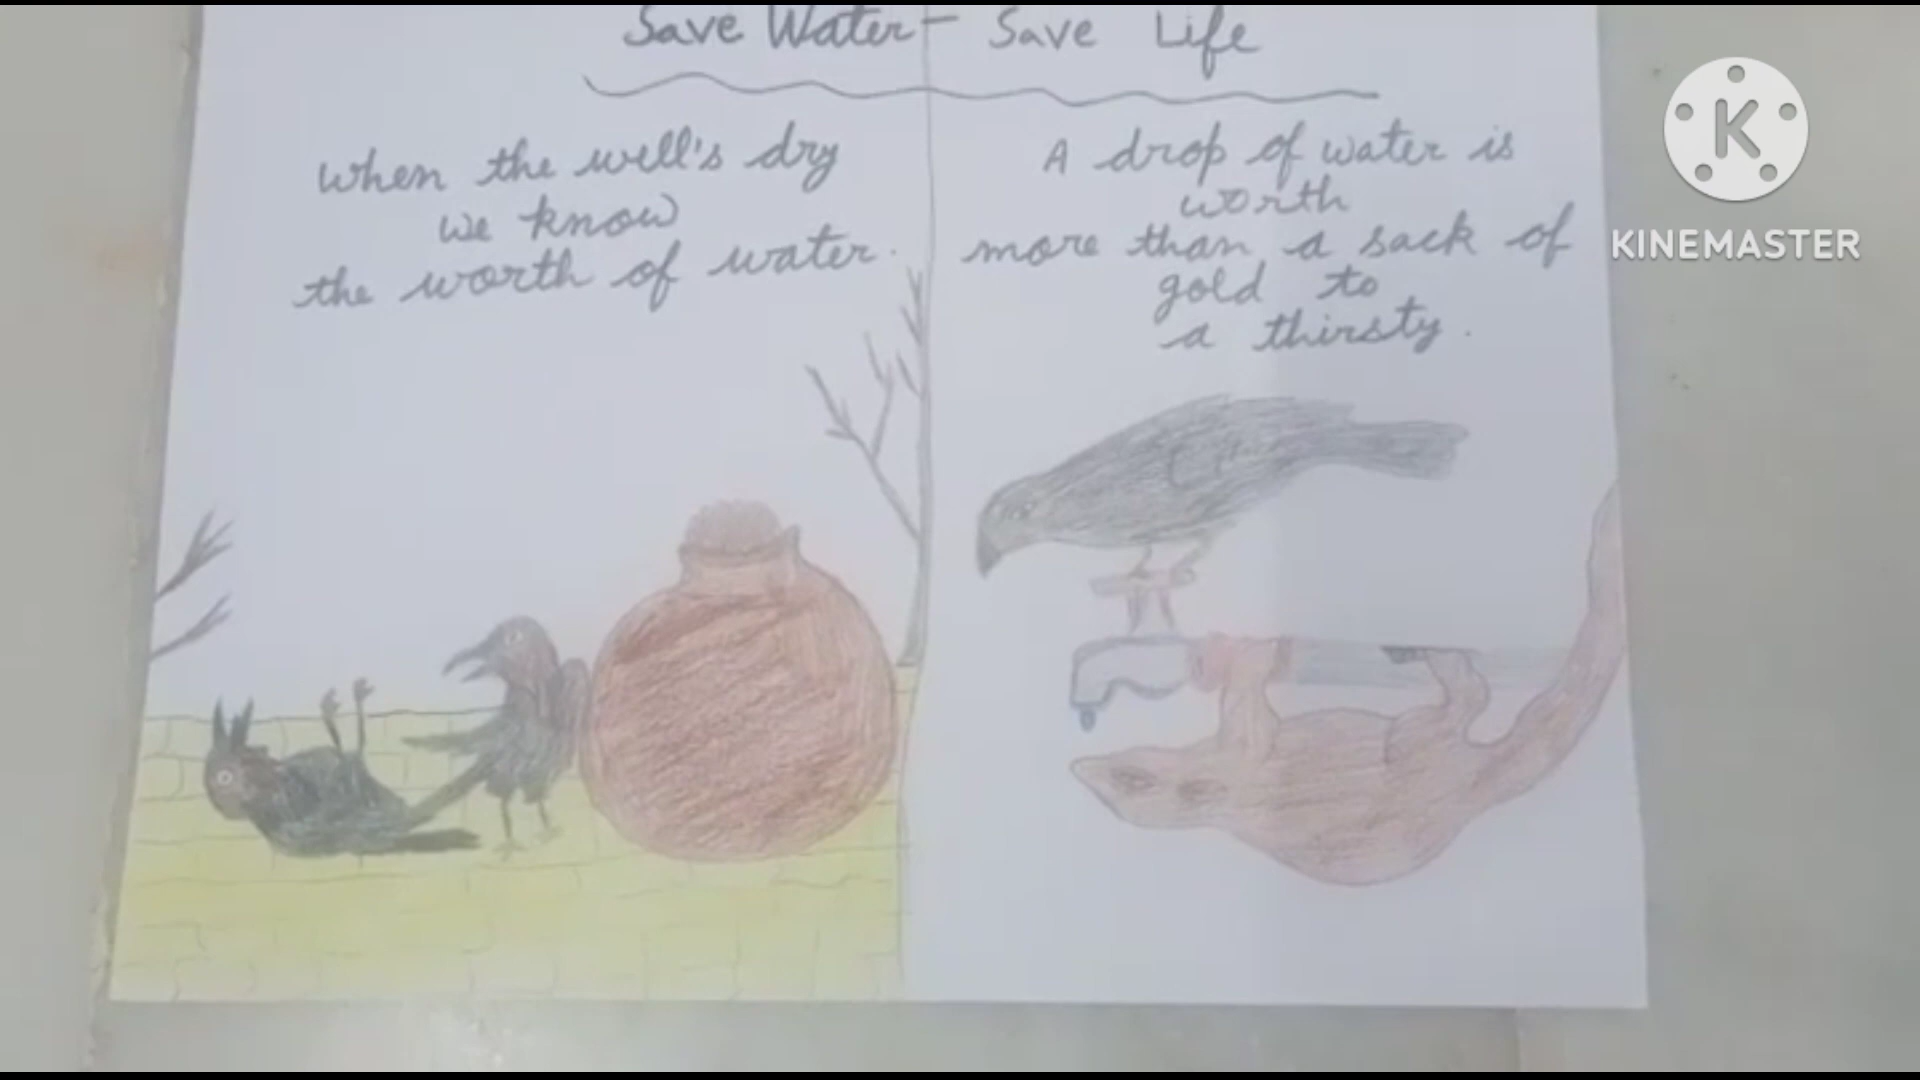 Save Water - Save Life
When the well's dry
we know
the worth of water.
A drop of water is
worth
more than a sack of
gold to
a thirsty.
K
KINEMASTER